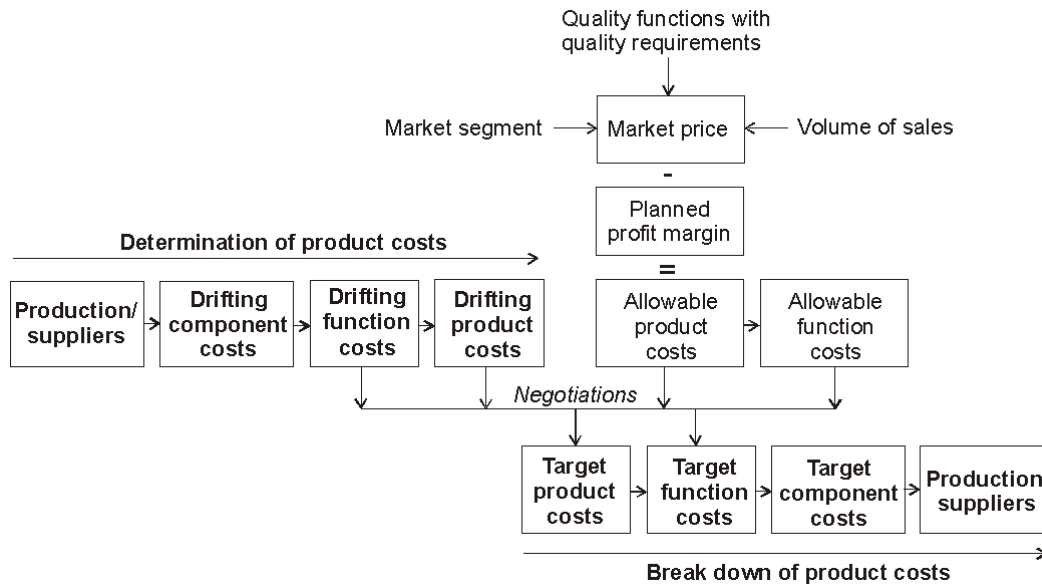 Quality functions with
quality requirements
Market segment
Market price
Volume of sales
-
Planned
profit margin
=
Determination of product costs
Production/
suppliers
Drifting
component
costs
Drifting
function
costs
Drifting
product
costs
Allowable
product
costs
Allowable
function
costs
Negotiations
Target
product
costs
Target
function
costs
Target
component
costs
Production/
suppliers
Break down of product costs